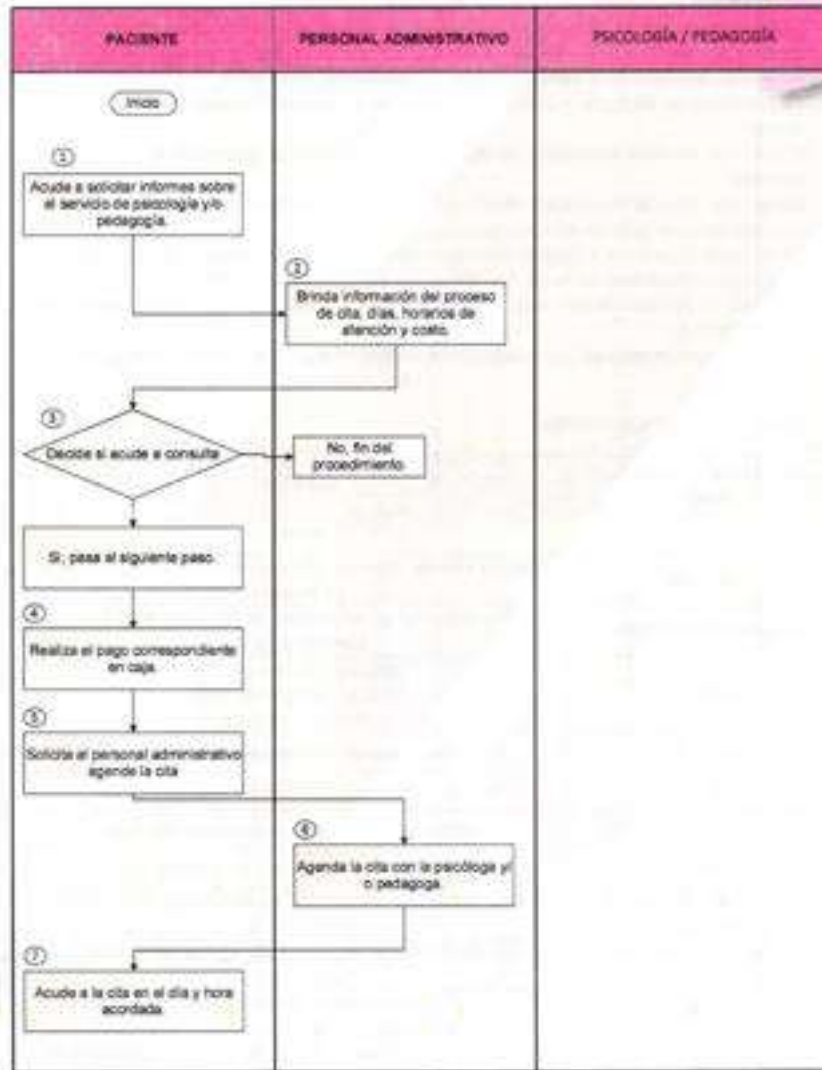 PACIENTE
PERSONAL ADMINISTRATIVO
PSICOLOGÍA / PEDAGOGÍA
Inicio
1
Acude a solicitar informes sobre
el servicio de psicología y/o
pedagogía.
2
Brinda información del proceso
de cita, días, horarios de
atención y costo.
3
Decide si acude a consulta
No, fin del
procedimiento.
Si, pasa al siguiente paso.
4
Realiza el pago correspondiente
en caja.
5
Solicita al personal administrativo
agende la cita
6
Agenda la cita con la psicóloga y/
o pedagoga.
7
Acude a la cita en el día y hora
acordada.